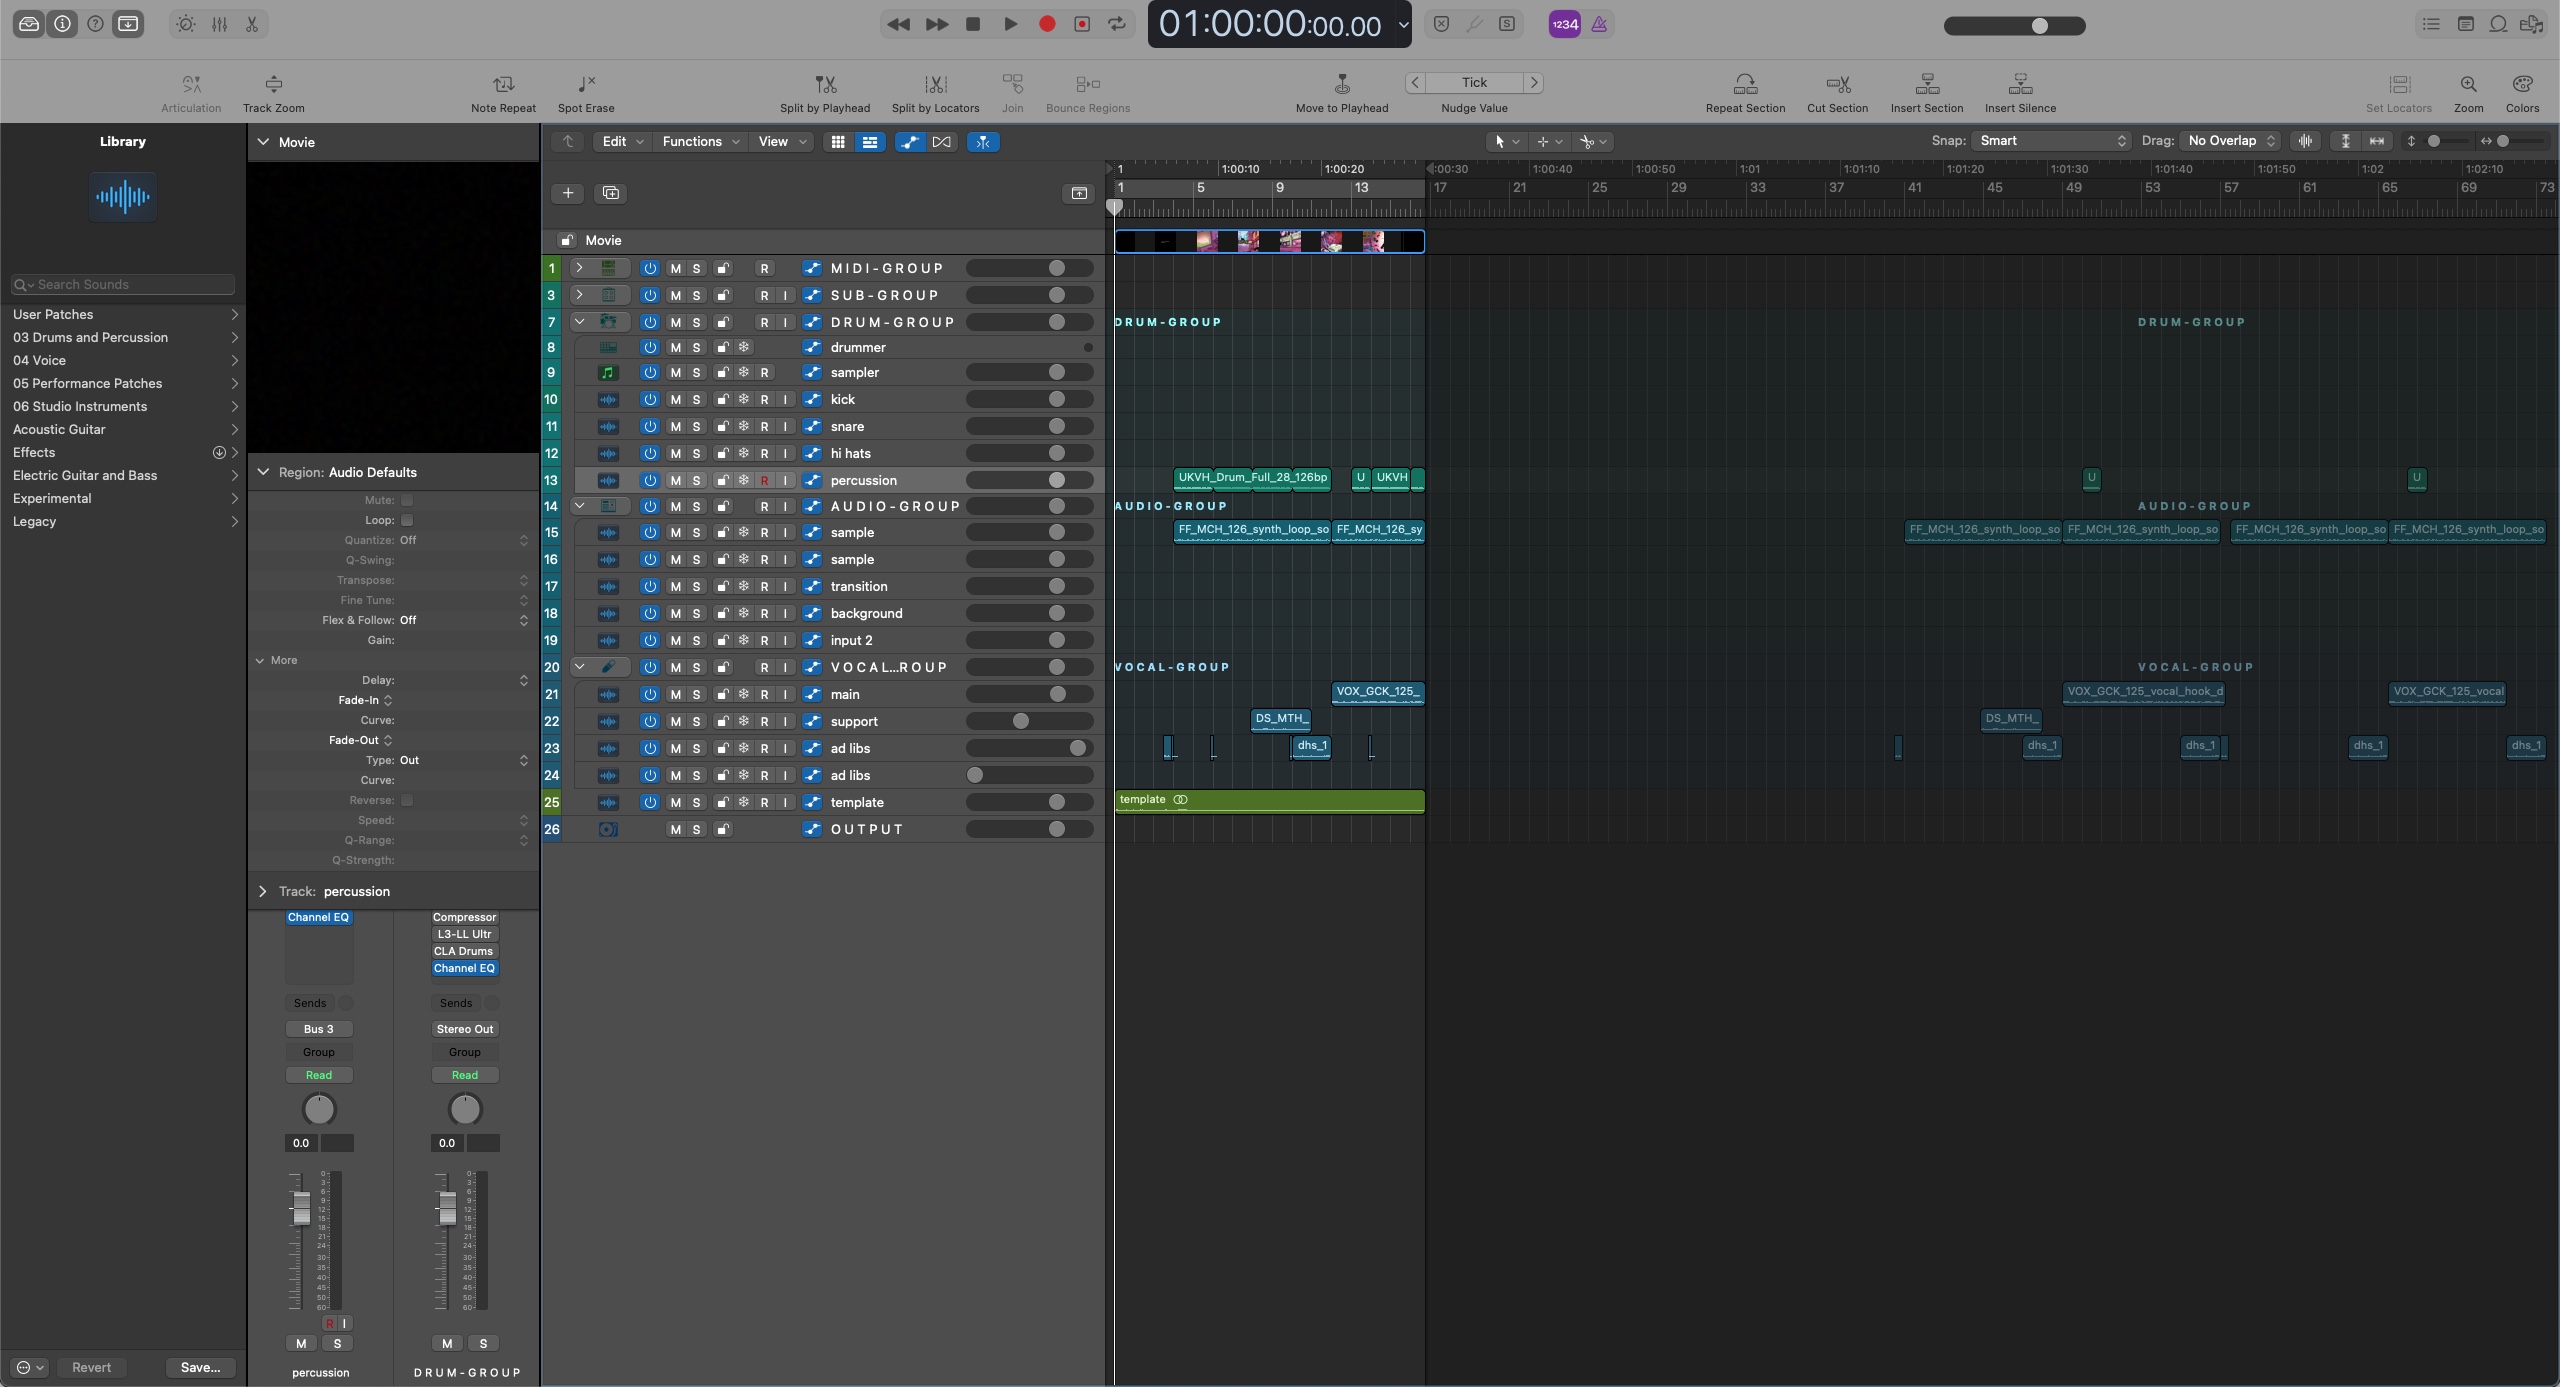 01:00:00:00.00
1234
Articulation
Track Zoom
Note Repeat
Spot Erase
Split by Playhead
Split by Locators
Join
Bounce Regions
Move to Playhead
Tick
Nudge Value
Repeat Section
Cut Section
Insert Section
Insert Silence
Set Locators
Zoom
Colors
Library
Search Sounds
User Patches
03 Drums and Percussion
04 Voice
05 Performance Patches
06 Studio Instruments
Acoustic Guitar
Effects
Electric Guitar and Bass
Experimental
Legacy
Revert
Save...
Movie
Region: Audio Defaults
Mute:
Loop:
Quantize: Off
Q-Swing:
Transpose:
Fine Tune:
Flex & Follow: Off
Gain:
More
Delay:
Fade-In
Curve:
Fade-Out
Type: Out
Curve:
Reverse:
Speed:
Q-Range:
Q-Strength:
Track: percussion
Channel EQ
Sends
Bus 3
Group
Read
0.0
R I
M S
percussion
Compressor
L3-LL Ultr
CLA Drums
Channel EQ
Sends
Stereo Out
Group
Read
0.0
M S
DRUM-GROUP
Edit Functions View
Snap: Smart
Drag: No Overlap
1 1:00:10 1:00:20 :00:30 1:00:40 1:00:50 1:01 1:01:10 1:01:20 1:01:30 1:01:40 1:01:50 1:02 1:02:10
1 5 9 13 17 21 25 29 33 37 41 45 49 53 57 61 65 69 73
Movie
1 M S R MIDI-GROUP
3 M S R I SUB-GROUP
7 M S R I DRUM-GROUP DRUM-GROUP DRUM-GROUP
8 M S drummer
9 M S R sampler
10 M S R I kick
11 M S R I snare
12 M S R I hi hats
13 M S R I percussion UKVH_Drum_Full_28_126bp U UKVH U U
14 M S R I AUDIO-GROUP AUDIO-GROUP AUDIO-GROUP
15 M S R I sample FF_MCH_126_synth_loop_so FF_MCH_126_sy FF_MCH_126_synth_loop_so FF_MCH_126_synth_loop_so FF_MCH_126_synth_loop_so FF_MCH_126_synth_loop_so
16 M S R I sample
17 M S R I transition
18 M S R I background
19 M S R I input 2
20 M S R I VOCAL...ROUP VOCAL-GROUP VOCAL-GROUP
21 M S R I main VOX_GCK_125_ VOX_GCK_125_vocal_hook_d VOX_GCK_125_vocal
22 M S R I support DS_MTH_ DS_MTH_
23 M S R I ad libs dhs_1 dhs_1 dhs_1 dhs_1 dhs_1
24 M S R I ad libs
25 M S R I template template
26 M S OUTPUT